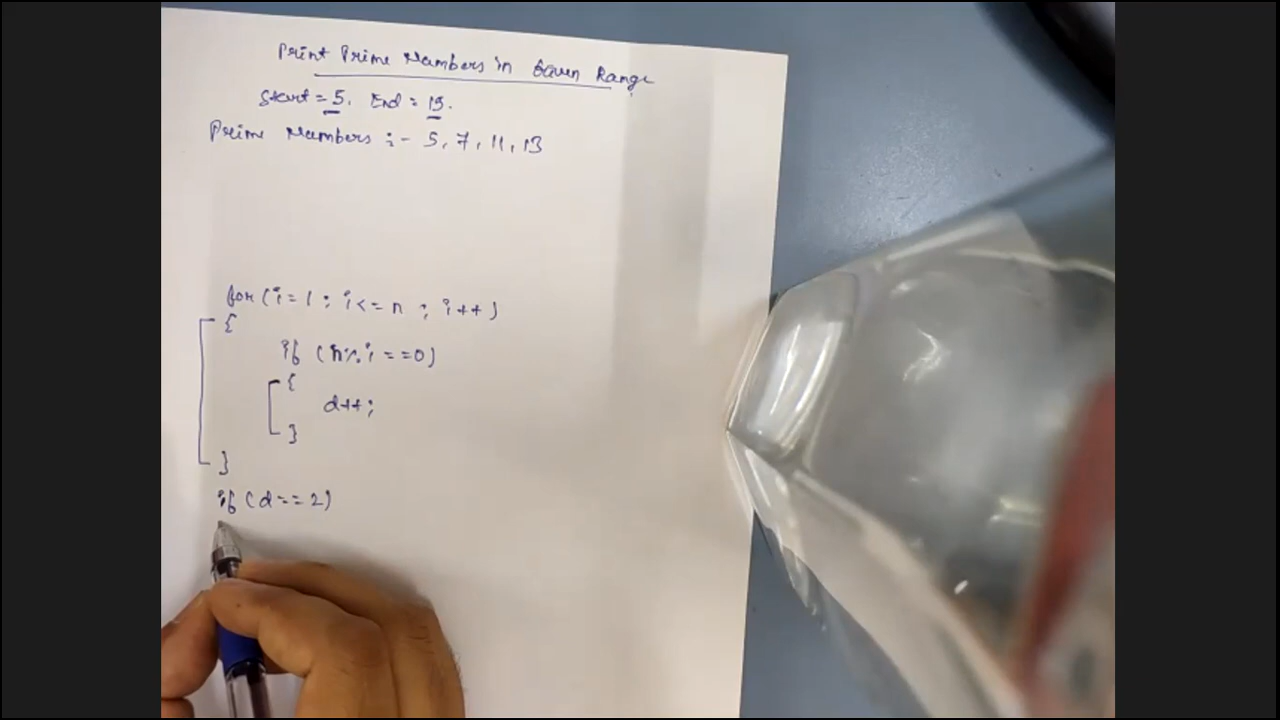 Print Prime Numbers in Given Range
Start = 5, End = 15.
Prime Numbers :- 5, 7, 11, 13
for (i = 1 ; i <= n ; i++)
{
if (n % i == 0)
{
d++;
}
}
if (d == 2)